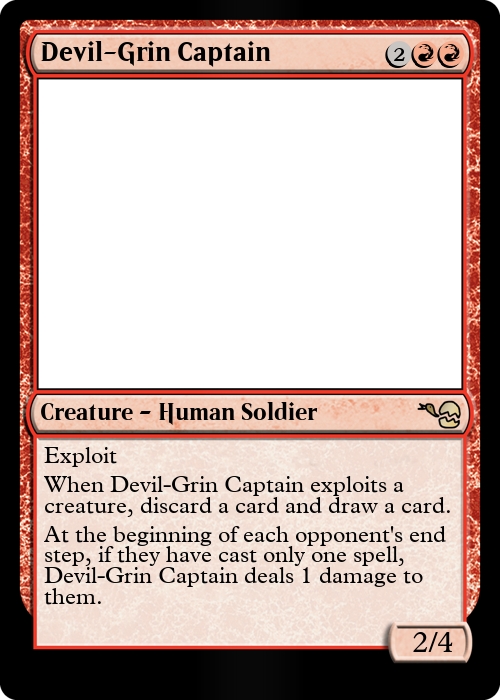 Devil-Grin Captain 2
Creature - Human Soldier
Exploit
When Devil-Grin Captain exploits a
creature, discard a card and draw a card.
At the beginning of each opponent's end
step, if they have cast only one spell,
Devil-Grin Captain deals 1 damage to
them.
2/4